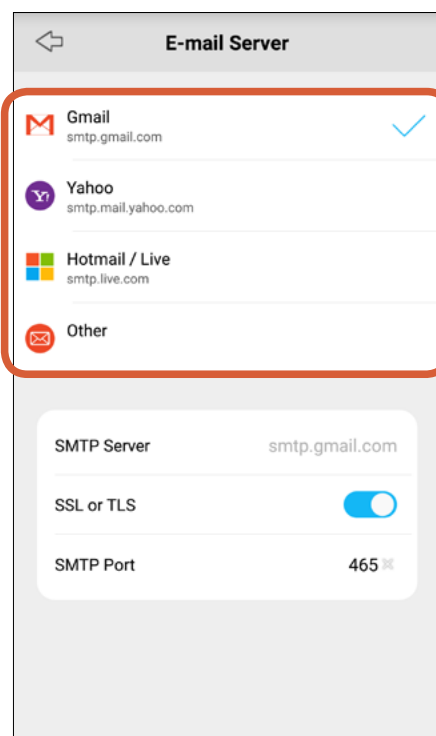 E-mail Server
Gmail
smtp.gmail.com
Yahoo
smtp.mail.yahoo.com
Hotmail / Live
smtp.live.com
Other
SMTP Server smtp.gmail.com
SSL or TLS
SMTP Port 465